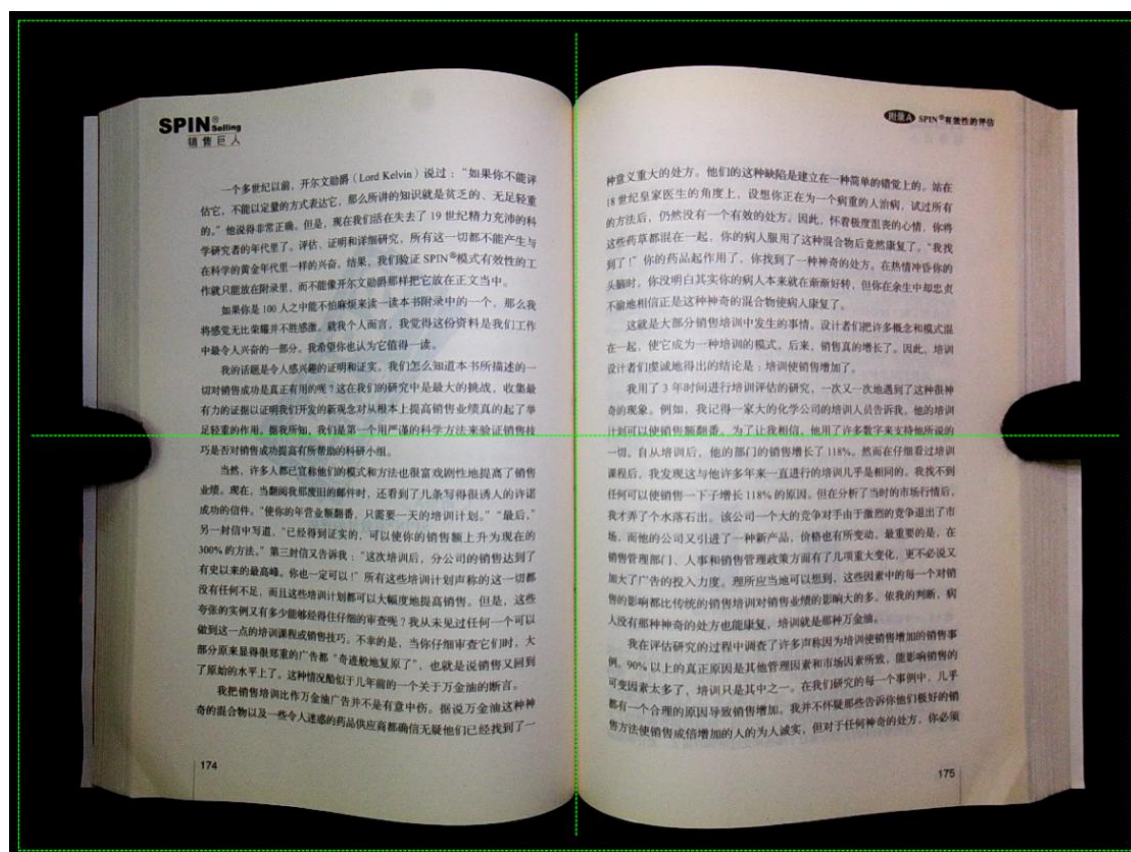 SPIN® Selling
销售巨人
一个多世纪以前,开尔文勋爵(Lord Kelvin)说过:“如果你不能评
估它,不能以定量的方式表达它,那么所讲的知识就是贫乏的、无足轻重
的。”他说得非常正确。但是,现在我们活在失去了 19 世纪精力充沛的科
学研究者的年代里了。评估、证明和详细研究,所有这一切都不能产生与
在科学的黄金年代里一样的兴奋。结果,我们验证 SPIN®模式有效性的工
作就只能放在附录里,而不能像开尔文勋爵那样把它放在正文当中。
如果你是 100 人之中能不怕麻烦来读一读本书附录中的一个,那么我
将感觉无比荣耀并不胜感激。就我个人而言,我觉得这份资料是我们工作
中最令人兴奋的一部分。我希望你也认为它值得一读。
我的话题是令人感兴趣的证明和证实。我们怎么知道本书所描述的一
切对销售成功是真正有用的呢?这在我们的研究中是最大的挑战,收集最
有力的证据以证明我们开发的新观念对从根本上提高销售业绩真的起了举
足轻重的作用。据我所知,我们是第一个用严谨的科学方法来验证销售技
巧是否对销售成功提高有所帮助的科研小组。
当然,许多人都已宣称他们的模式和方法也很富戏剧性地提高了销售
业绩。现在,当翻阅我那废旧的邮件时,还看到了几条写得很诱人的许诺
成功的信件。“使你的年营业额翻番,只需要一天的培训计划。”“最后,”
另一封信中写道,“已经得到证实的,可以使你的销售额上升为现在的
300% 的方法。”第三封信又告诉我:“这次培训后,分公司的销售达到了
有史以来的最高峰。你也一定可以!”所有这些培训计划声称的这一切都
没有任何不足,而且这些培训计划都可以大幅度地提高销售。但是,这些
夸张的实例又有多少能够经得住仔细的审查呢?我从未见过任何一个可以
做到这一点的培训课程或销售技巧。不幸的是,当你仔细审查它们时,大
部分原来显得很郑重的广告都“奇迹般地复原了”,也就是说销售又回到
了原始的水平上了。这种情况酷似于几年前的一个关于万金油的断言。
我把销售培训比作万金油广告并不是有意中伤。据说万金油这种神
奇的混合物以及一些令人迷惑的药品供应商都确信无疑他们已经找到了一
174
附录A SPIN®有效性的评估
种意义重大的处方。他们的这种缺陷是建立在一种简单的错觉上的。站在
18 世纪皇家医生的角度上,设想你正在为一个病重的人治病,试过所有
的方法后,仍然没有一个有效的处方。因此,怀着极度沮丧的心情,你将
这些药草都混在一起,你的病人服用了这种混合物后竟然康复了。“我找
到了!”你的药品起作用了,你找到了一种神奇的处方。在热情冲昏你的
头脑时,你没明白其实你的病人本来就在渐渐好转,但你在余生中却忠贞
不渝地相信正是这种神奇的混合物使病人康复了。
这就是大部分销售培训中发生的事情。设计者们把许多概念和模式混
在一起,使它成为一种培训的模式。后来,销售真的增长了。因此,培训
设计者们虔诚地得出的结论是:培训使销售增加了。
我用了 3 年时间进行培训评估的研究,一次又一次地遇到了这种很神
奇的现象。例如,我记得一家大的化学公司的培训人员告诉我,他的培训
计划可以使销售额翻番。为了让我相信,他用了许多数字来支持他所说的
一切。自从培训后,他的部门的销售增长了 118%。然而在仔细看过培训
课程后,我发现这与他许多年来一直进行的培训几乎是相同的。我找不到
任何可以使销售一下子增长 118% 的原因。但在分析了当时的市场行情后,
我才弄了个水落石出。该公司一个大的竞争对手由于激烈的竞争退出了市
场,而他的公司又引进了一种新产品,价格也有所变动。最重要的是,在
销售管理部门、人事和销售管理政策方面有了几项重大变化,更不必说又
加大了广告的投入力度。理所应当地可以想到,这些因素中的每一个对销
售的影响都比传统的销售培训对销售业绩的影响大的多。依我的判断,病
人没有那种神奇的处方也能康复,培训就是那种万金油。
我在评估研究的过程中调查了许多声称因为培训使销售增加的销售事
例。90% 以上的真正原因是其他管理因素和市场因素所致,能影响销售的
可变因素太多了,培训只是其中之一。在我们研究的每一个事例中,几乎
都有一个合理的原因导致销售增加。我并不怀疑那些告诉你他们极好的销
售方法使销售成倍增加的人的为人诚实,但对于任何神奇的处方,你必须
175